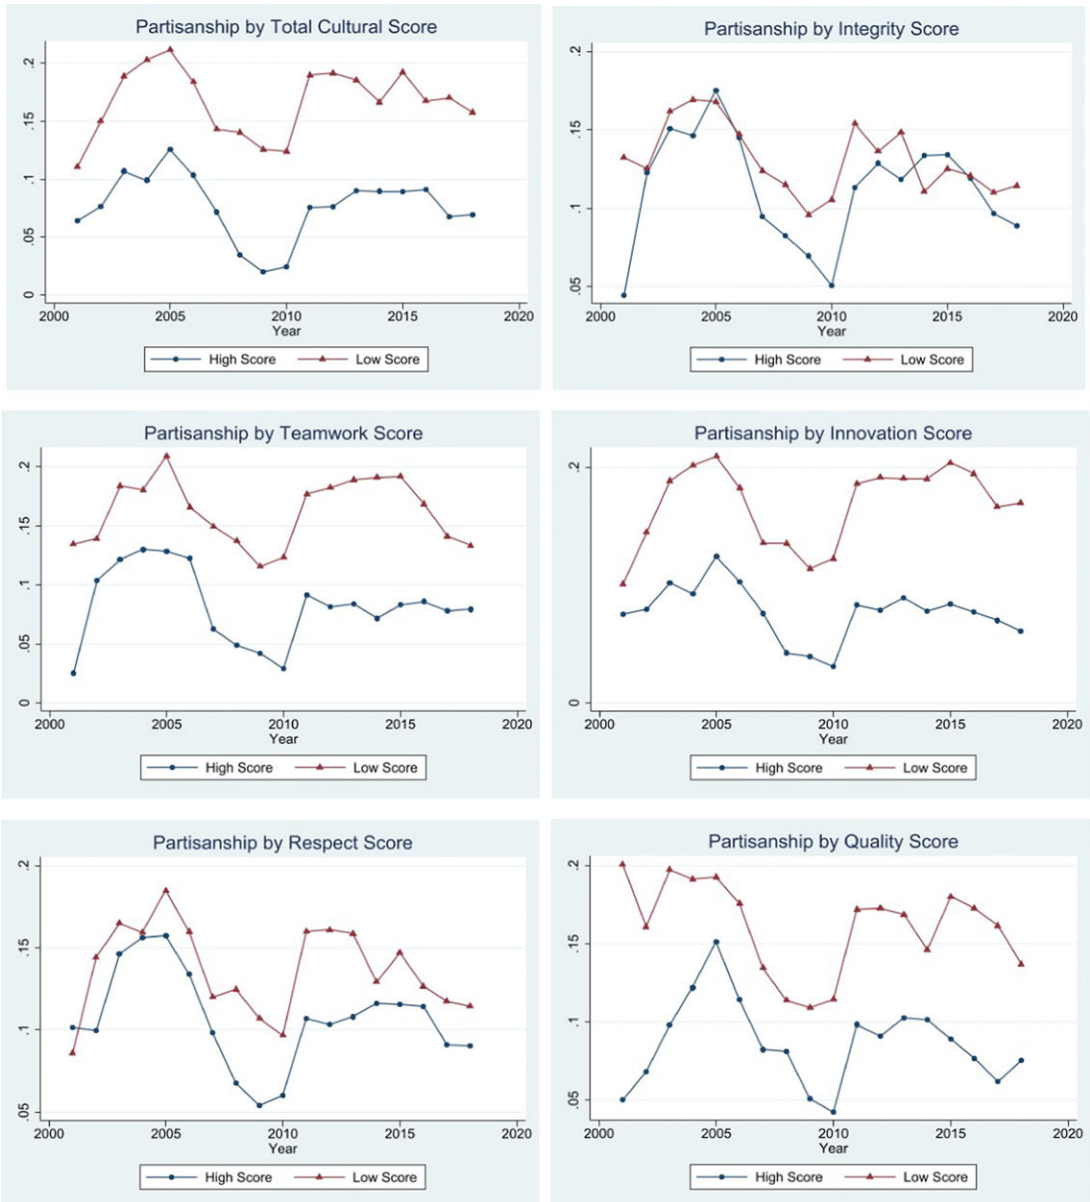 Partisanship by Total Cultural Score
.2
.15
.1
.05
0
2000 2005 2010 2015 2020
Year
High Score Low Score
Partisanship by Integrity Score
.2
.15
.1
.05
2000 2005 2010 2015 2020
Year
High Score Low Score
Partisanship by Teamwork Score
.2
.15
.1
.05
0
2000 2005 2010 2015 2020
Year
High Score Low Score
Partisanship by Innovation Score
.2
0
2000 2005 2010 2015 2020
Year
High Score Low Score
Partisanship by Respect Score
.2
.15
.1
.05
2000 2005 2010 2015 2020
Year
High Score Low Score
Partisanship by Quality Score
.2
.15
.1
.05
2000 2005 2010 2015 2020
Year
High Score Low Score